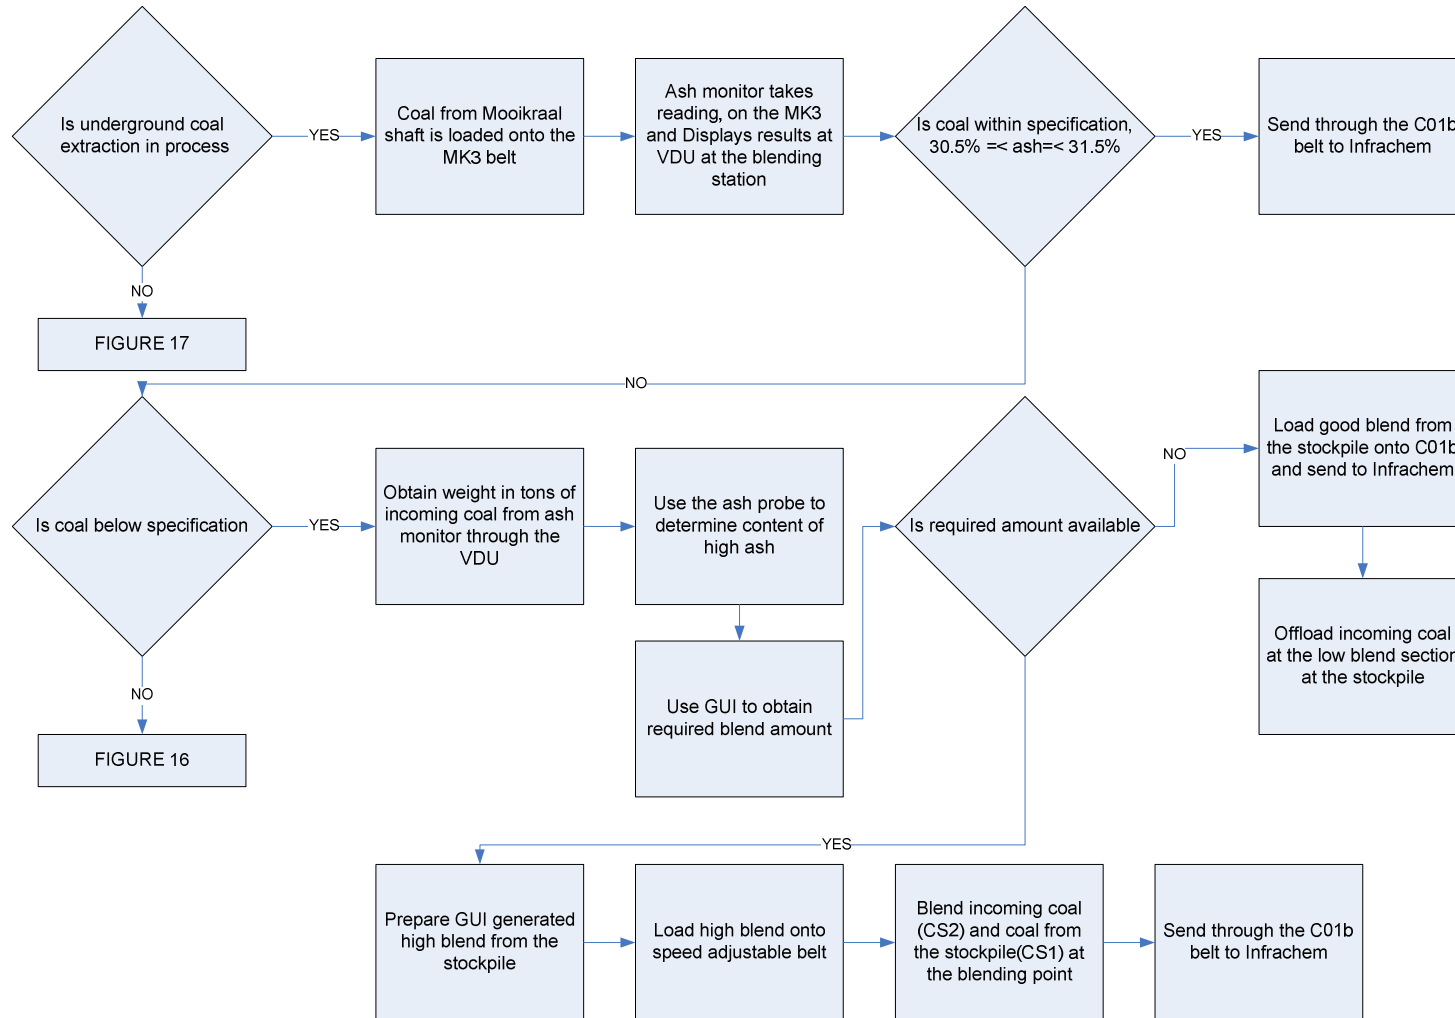 Is underground coal
extraction in process
YES
Coal from Mooikraal
shaft is loaded onto the
MK3 belt
Ash monitor takes
reading, on the MK3
and Displays results at
VDU at the blending
station
Is coal within specification,
30.5% =< ash=< 31.5%
YES
Send through the C01b
belt to Infrachem
NO
FIGURE 17
NO
Is coal below specification
YES
Obtain weight in tons of
incoming coal from ash
monitor through the
VDU
Use the ash probe to
determine content of
high ash
Use GUI to obtain
required blend amount
Is required amount available
NO
Load good blend from
the stockpile onto C01b
and send to Infrachem
Offload incoming coal
at the low blend section
at the stockpile
NO
FIGURE 16
YES
Prepare GUI generated
high blend from the
stockpile
Load high blend onto
speed adjustable belt
Blend incoming coal
(CS2) and coal from
the stockpile(CS1) at
the blending point
Send through the C01b
belt to Infrachem